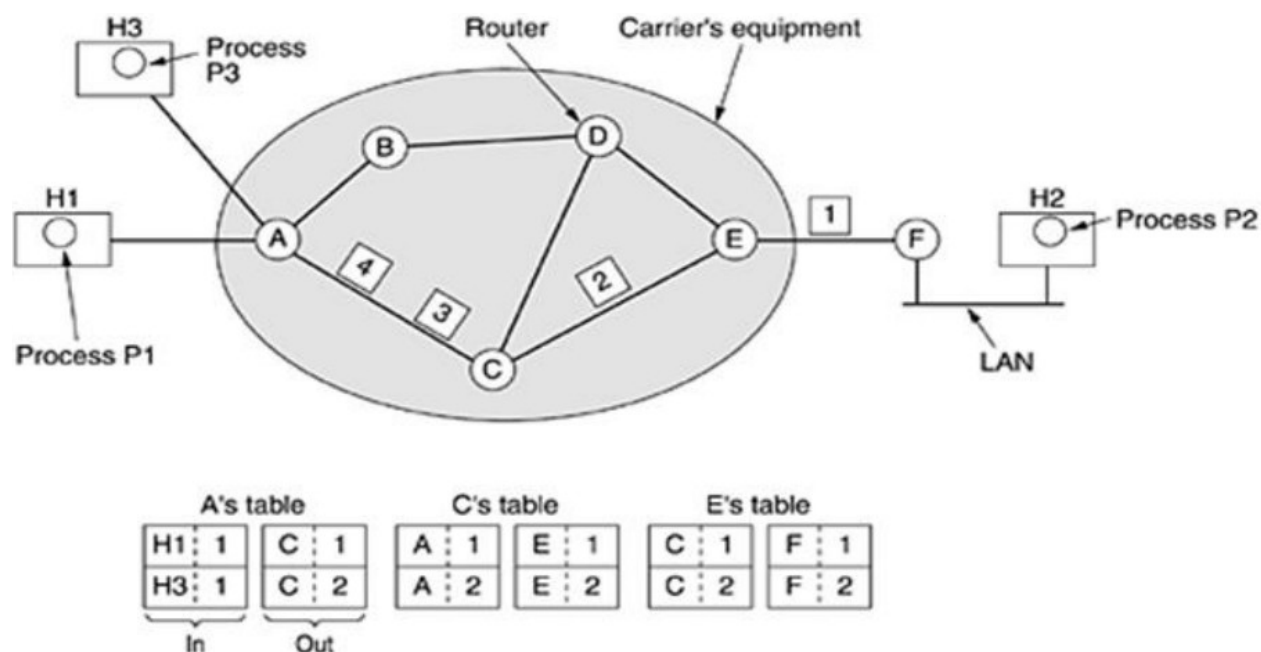 H3
Process
P3
Router
Carrier's equipment
B
D
H1
A
4
3
2
E
1
F
H2
Process P2
Process P1
C
LAN
A's table
H1 1 C 1
H3 1 C 2
In Out
C's table
A 1 E 1
A 2 E 2
E's table
C 1 F 1
C 2 F 2